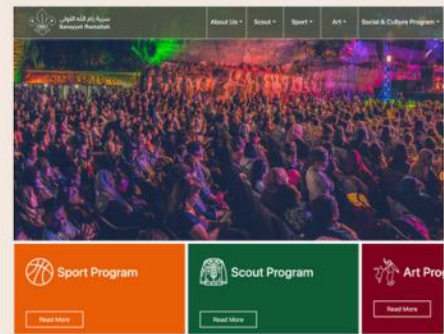 سرية رام الله الأولى
Sareyyet Ramallah
About Us
Scout
Sport
Art
Social & Culture Program
Sport Program
Scout Program
Art Pro
Read More
Read More
Read More